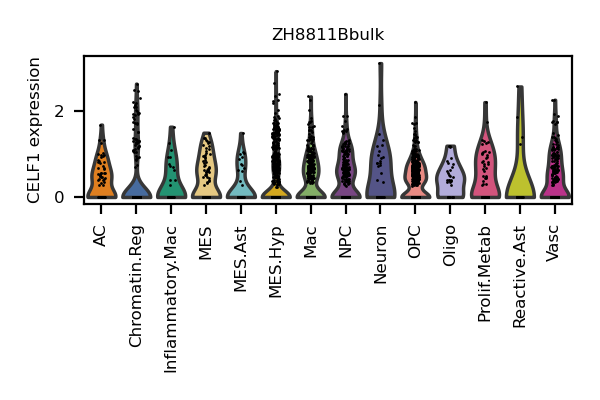 ZH8811Bbulk
CELF1 expression
2
0
AC
Chromatin.Reg
Inflammatory.Mac
MES
MES.Ast
MES.Hyp
Mac
NPC
Neuron
OPC
Oligo
Prolif.Metab
Reactive.Ast
Vasc